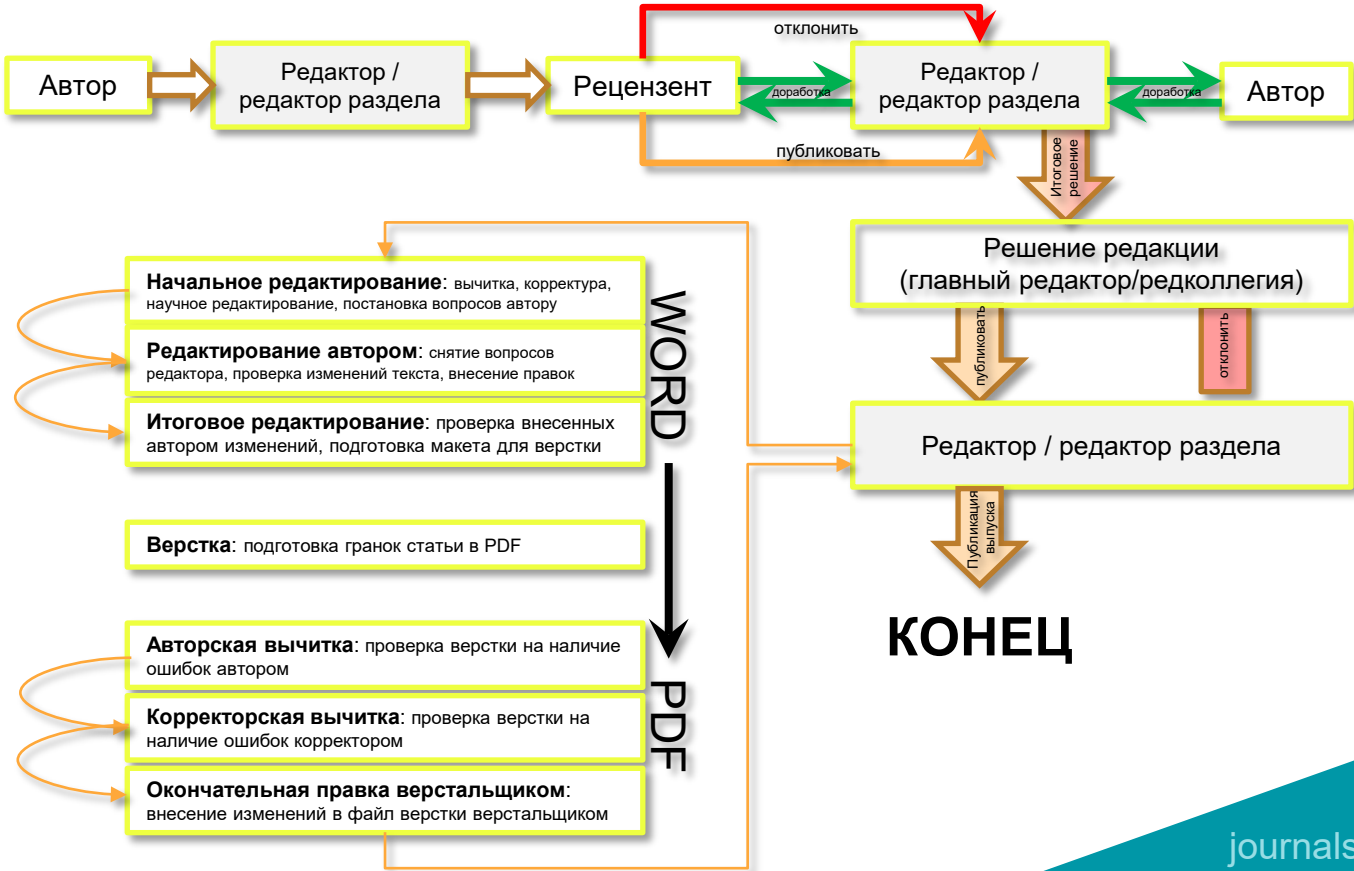 отклонить
Автор
Редактор /
редактор раздела
Рецензент
доработка
Редактор /
редактор раздела
доработка
Автор
публиковать
Итоговое
решение
Решение редакции
(главный редактор/редколлегия)
публиковать
отклонить
Редактор / редактор раздела
Публикация
выпуска
КОНЕЦ
Начальное редактирование: вычитка, корректура,
научное редактирование, постановка вопросов автору
Редактирование автором: снятие вопросов
редактора, проверка изменений текста, внесение правок
Итоговое редактирование: проверка внесенных
автором изменений, подготовка макета для верстки
WORD
Верстка: подготовка гранок статьи в PDF
Авторская вычитка: проверка верстки на наличие
ошибок автором
Корректорская вычитка: проверка верстки на
наличие ошибок корректором
Окончательная правка верстальщиком:
внесение изменений в файл верстки верстальщиком
PDF
journals